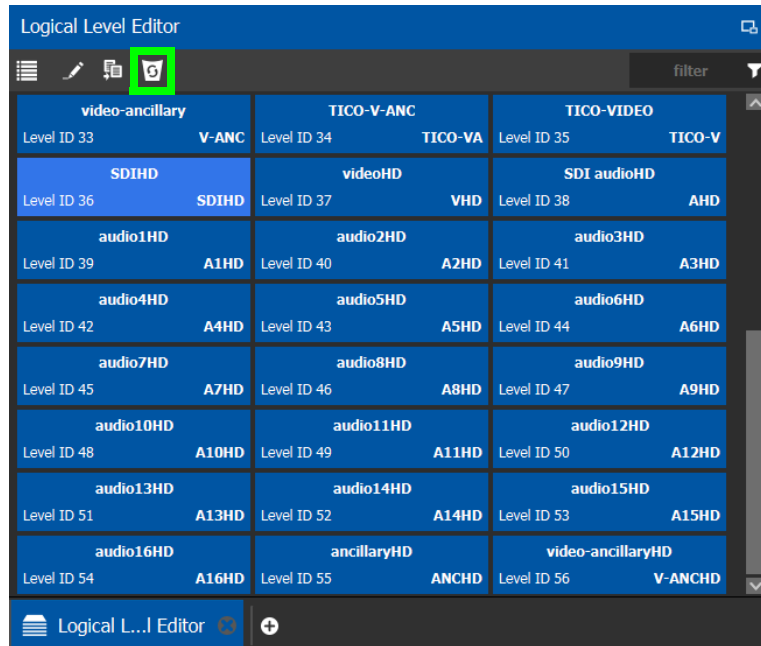 Logical Level Editor
filter
video-ancillary TICO-V-ANC TICO-VIDEO
Level ID 33 V-ANC Level ID 34 TICO-VA Level ID 35 TICO-V
SDIHD videoHD SDI audioHD
Level ID 36 SDIHD Level ID 37 VHD Level ID 38 AHD
audio1HD audio2HD audio3HD
Level ID 39 A1HD Level ID 40 A2HD Level ID 41 A3HD
audio4HD audio5HD audio6HD
Level ID 42 A4HD Level ID 43 A5HD Level ID 44 A6HD
audio7HD audio8HD audio9HD
Level ID 45 A7HD Level ID 46 A8HD Level ID 47 A9HD
audio10HD audio11HD audio12HD
Level ID 48 A10HD Level ID 49 A11HD Level ID 50 A12HD
audio13HD audio14HD audio15HD
Level ID 51 A13HD Level ID 52 A14HD Level ID 53 A15HD
audio16HD ancillaryHD video-ancillaryHD
Level ID 54 A16HD Level ID 55 ANCHD Level ID 56 V-ANCHD
Logical L...l Editor